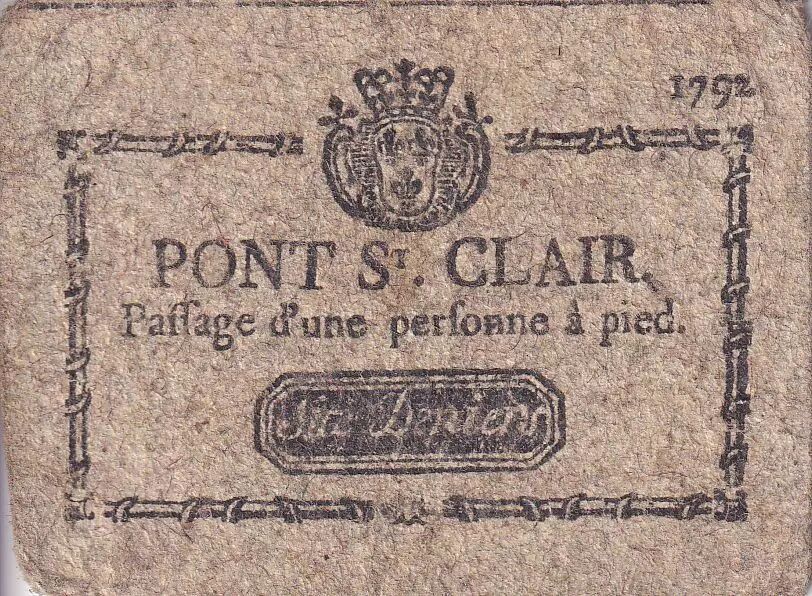 1792
PONT Sᵀ. CLAIR.
Paſſage d'une perſonne à pied.
Six Deniers